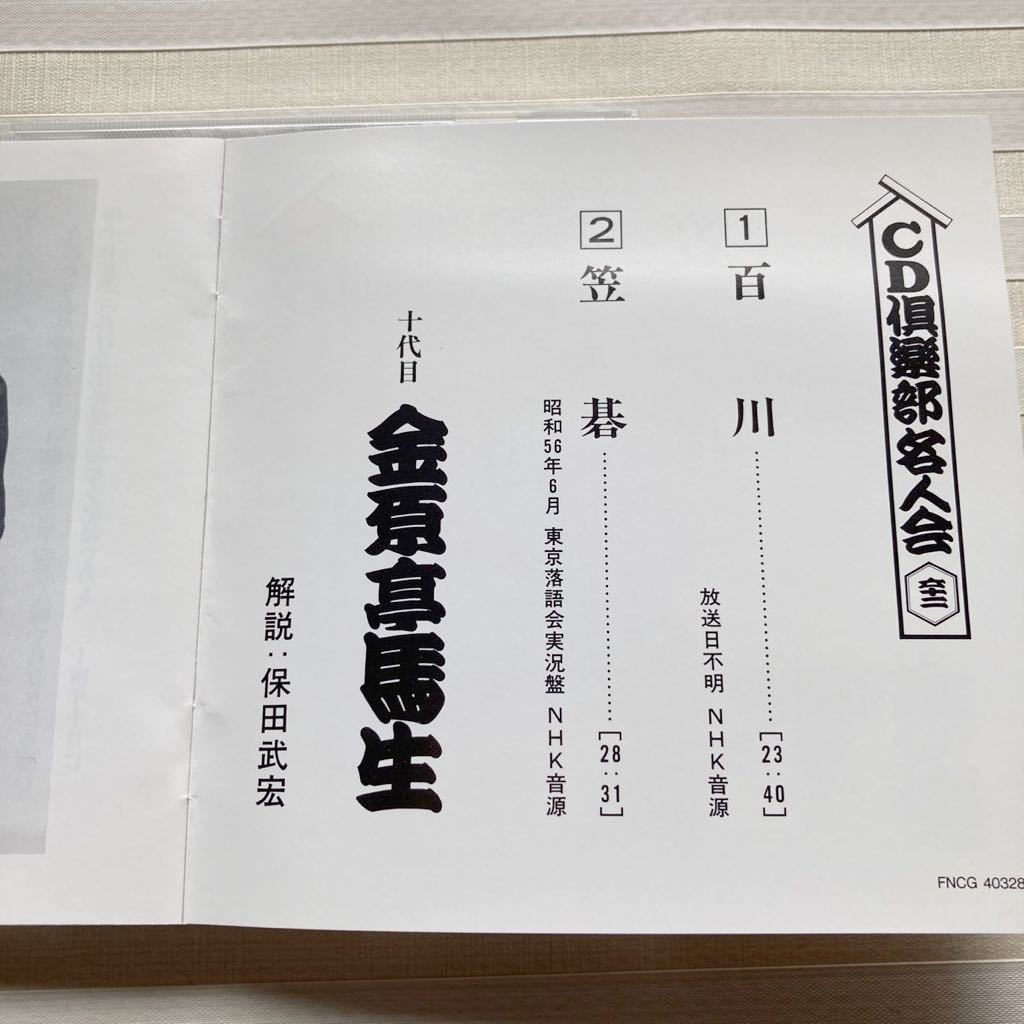 CD倶楽部名人会 六十二
1 百川……[23:40]
放送日不明 NHK音源
2 笠碁……[28:31]
昭和56年6月 東京落語会実況盤 NHK音源
十代目 金原亭馬生
解説:保田武宏
FNCG 40328